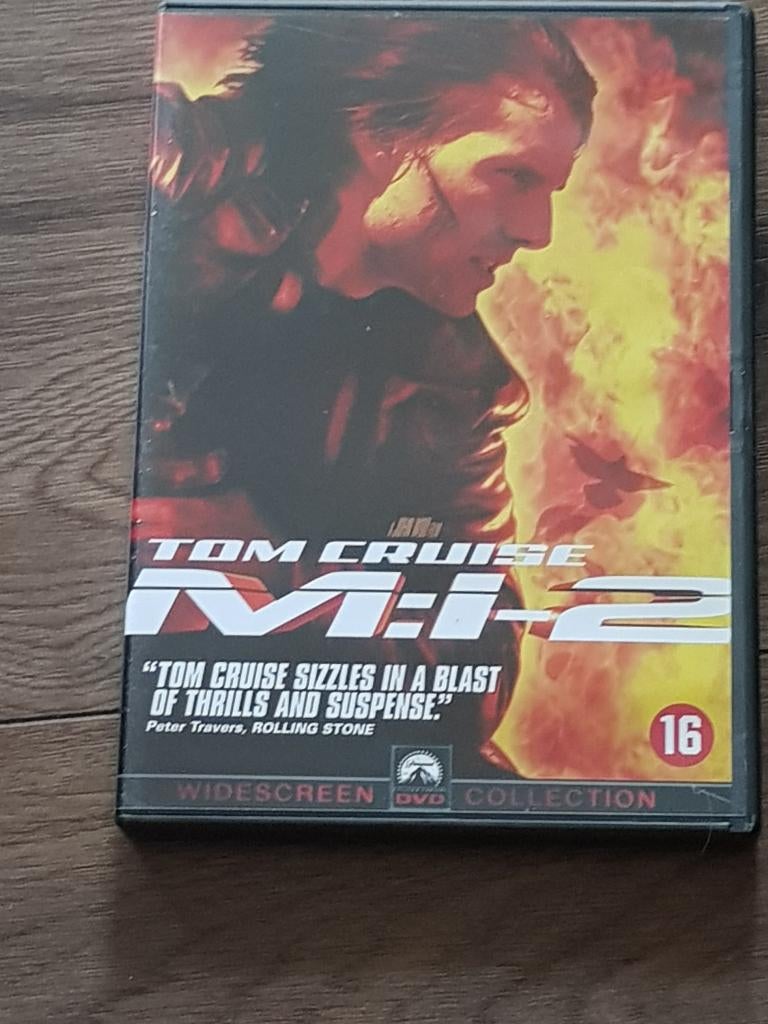 TOM CRUISE
M:I-2
“TOM CRUISE SIZZLES IN A BLAST
OF THRILLS AND SUSPENSE.”
Peter Travers, ROLLING STONE
16
WIDESCREEN DVD COLLECTION